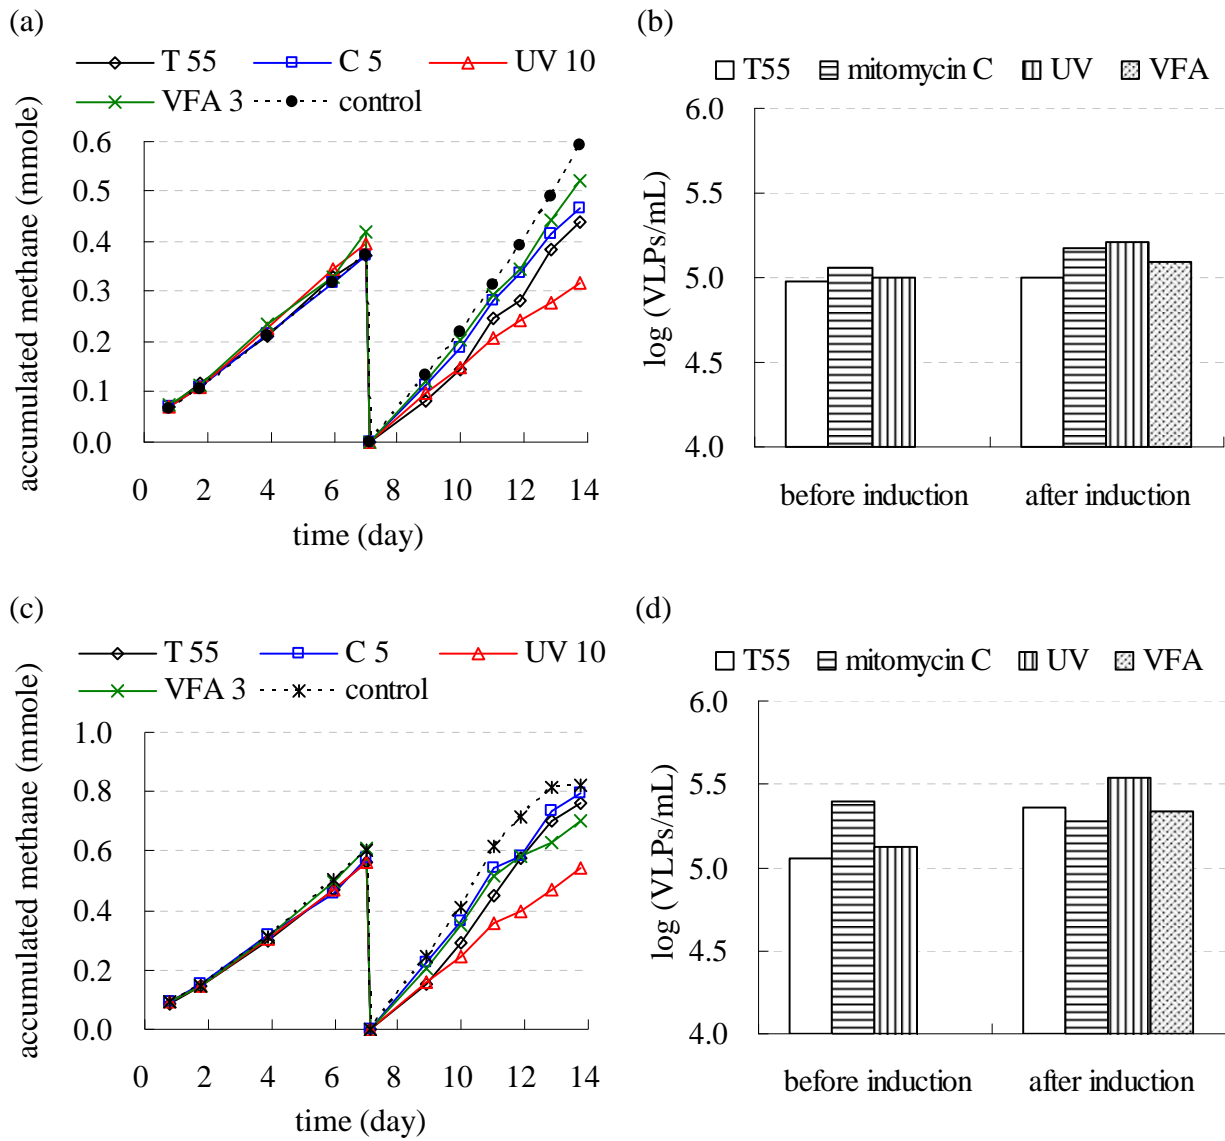 (a)
T 55 C 5 UV 10
VFA 3 control
accumulated methane (mmole)
0.6
0.5
0.4
0.3
0.2
0.1
0.0
0 2 4 6 8 10 12 14
time (day)
(b)
T55 mitomycin C UV VFA
log (VLPs/mL)
6.0
5.5
5.0
4.5
4.0
before induction after induction
(c)
T 55 C 5 UV 10
VFA 3 control
accumulated methane (mmole)
1.0
0.8
0.6
0.4
0.2
0.0
0 2 4 6 8 10 12 14
time (day)
(d)
T55 mitomycin C UV VFA
log (VLPs/mL)
6.0
5.5
5.0
4.5
4.0
before induction after induction